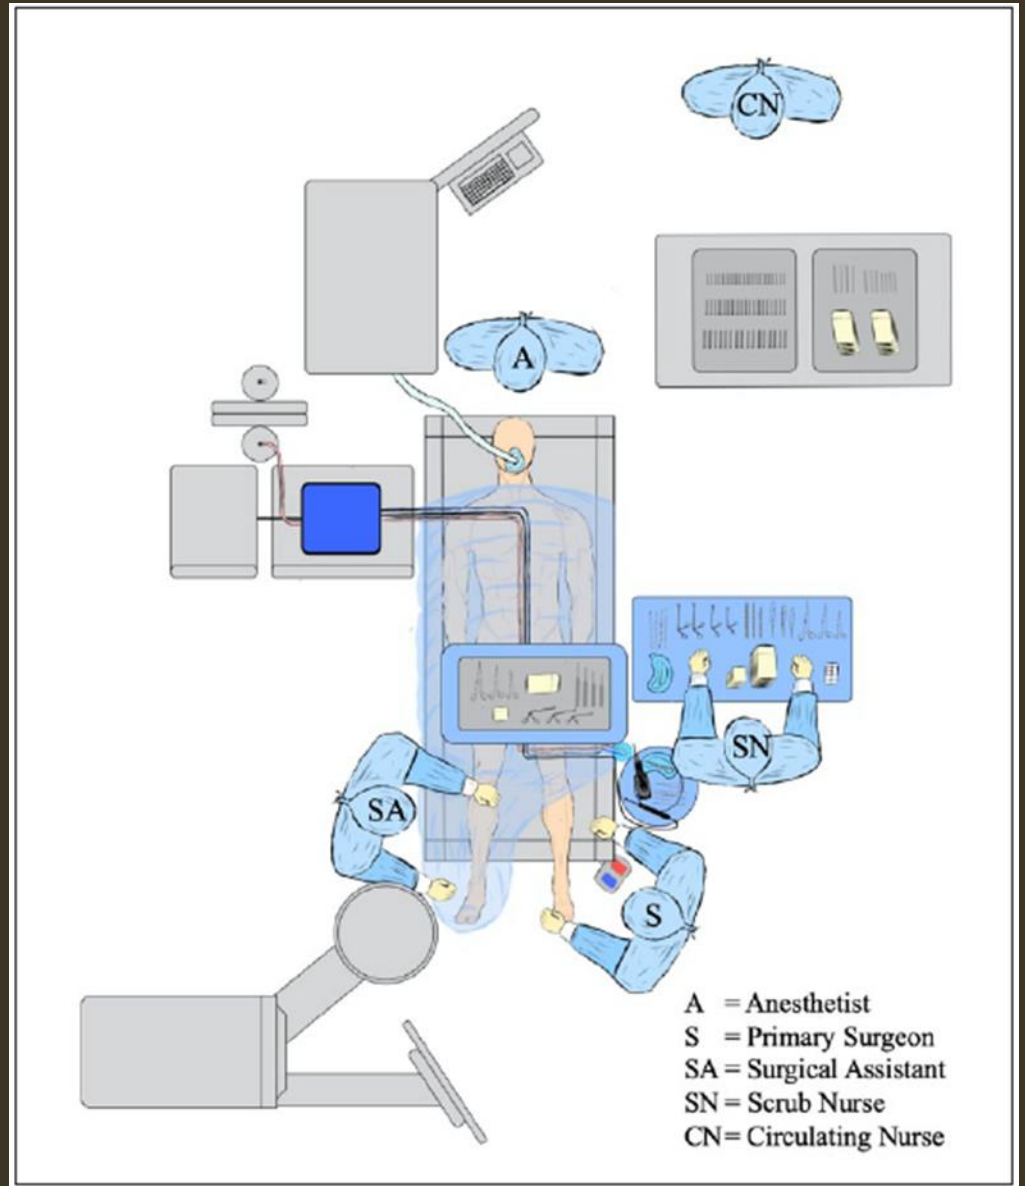 CN
A
SN
SA
S
A = Anesthetist
S = Primary Surgeon
SA = Surgical Assistant
SN = Scrub Nurse
CN= Circulating Nurse